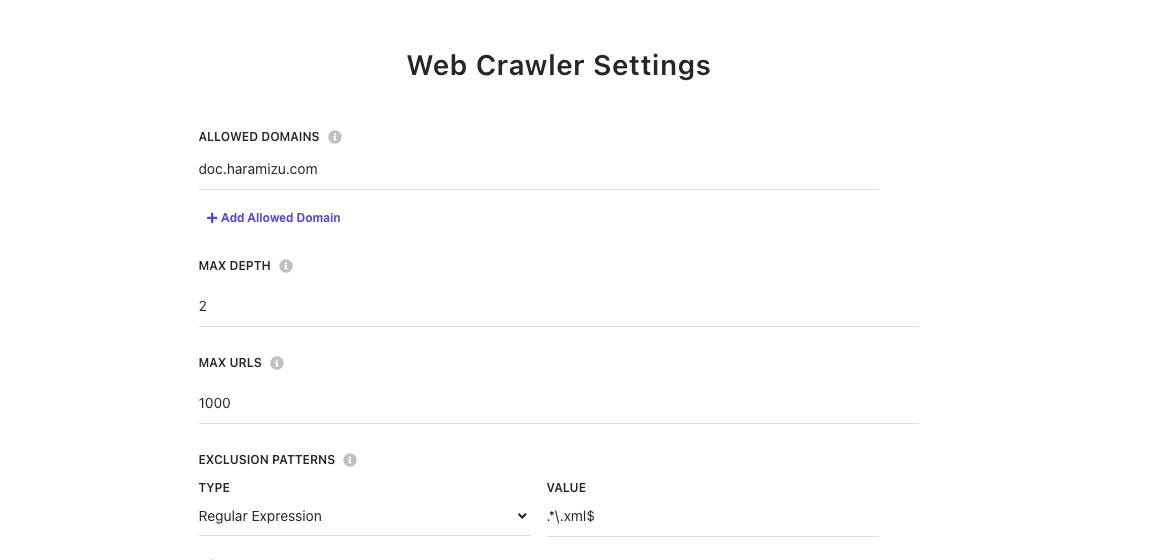 Web Crawler Settings
ALLOWED DOMAINS
doc.haramizu.com
Add Allowed Domain
MAX DEPTH
2
MAX URLS
1000
EXCLUSION PATTERNS
TYPE VALUE
Regular Expression .*\.xml$